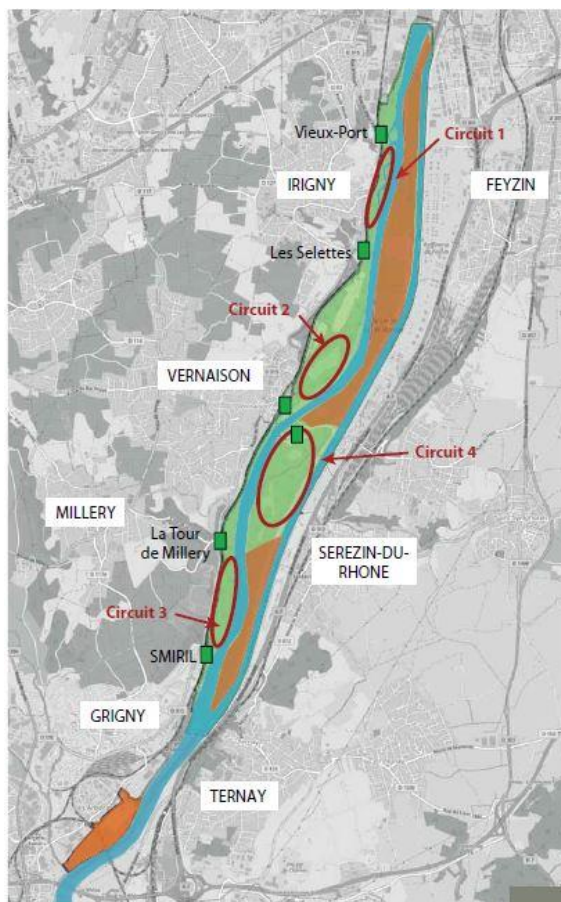 Vieux-Port
Circuit 1
IRIGNY
FEYZIN
Les Selettes
Circuit 2
VERNAISON
Circuit 4
MILLERY
La Tour
de Millery
SEREZIN-DU-
RHONE
Circuit 3
SMIRIL
GRIGNY
TERNAY